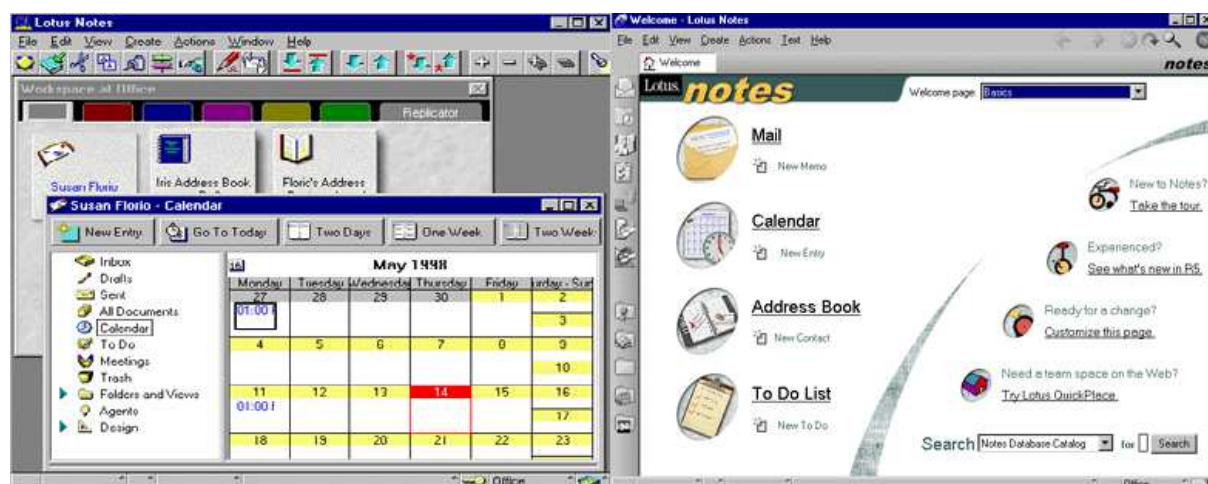 Lotus Notes
File Edit View Create Actions Window Help
Workspace at Office
Replicator
Susan Florio
Iris Address Book
Floric's Address
Susan Florio - Calendar
New Entry Go To Today Two Days One Week Two Week
Inbox
Drafts
Sent
All Documents
Calendar
To Do
Meetings
Trash
Folders and Views
Agents
Design
16
May 1998
Monday Tuesday Wednesday Thursday Friday
27 28 29 30 1 2
01:00
3
4 5 6 7 8 9
10
11 12 13 14 15 16
01:00
17
18 19 20 21 22 23
Office
Welcome - Lotus Notes
File Edit View Create Actions Text Help
Welcome
notes
Lotus notes
Welcome page: Basics
Mail
New Memo
Calendar
New Entry
Address Book
New Contact
To Do List
New To Do
New to Notes?
Take the tour.
Experienced?
See what's new in R5.
Ready for a change?
Customize this page.
Need a team space on the Web?
Try Lotus QuickPlace.
Search Notes Database Catalog for Search
Office